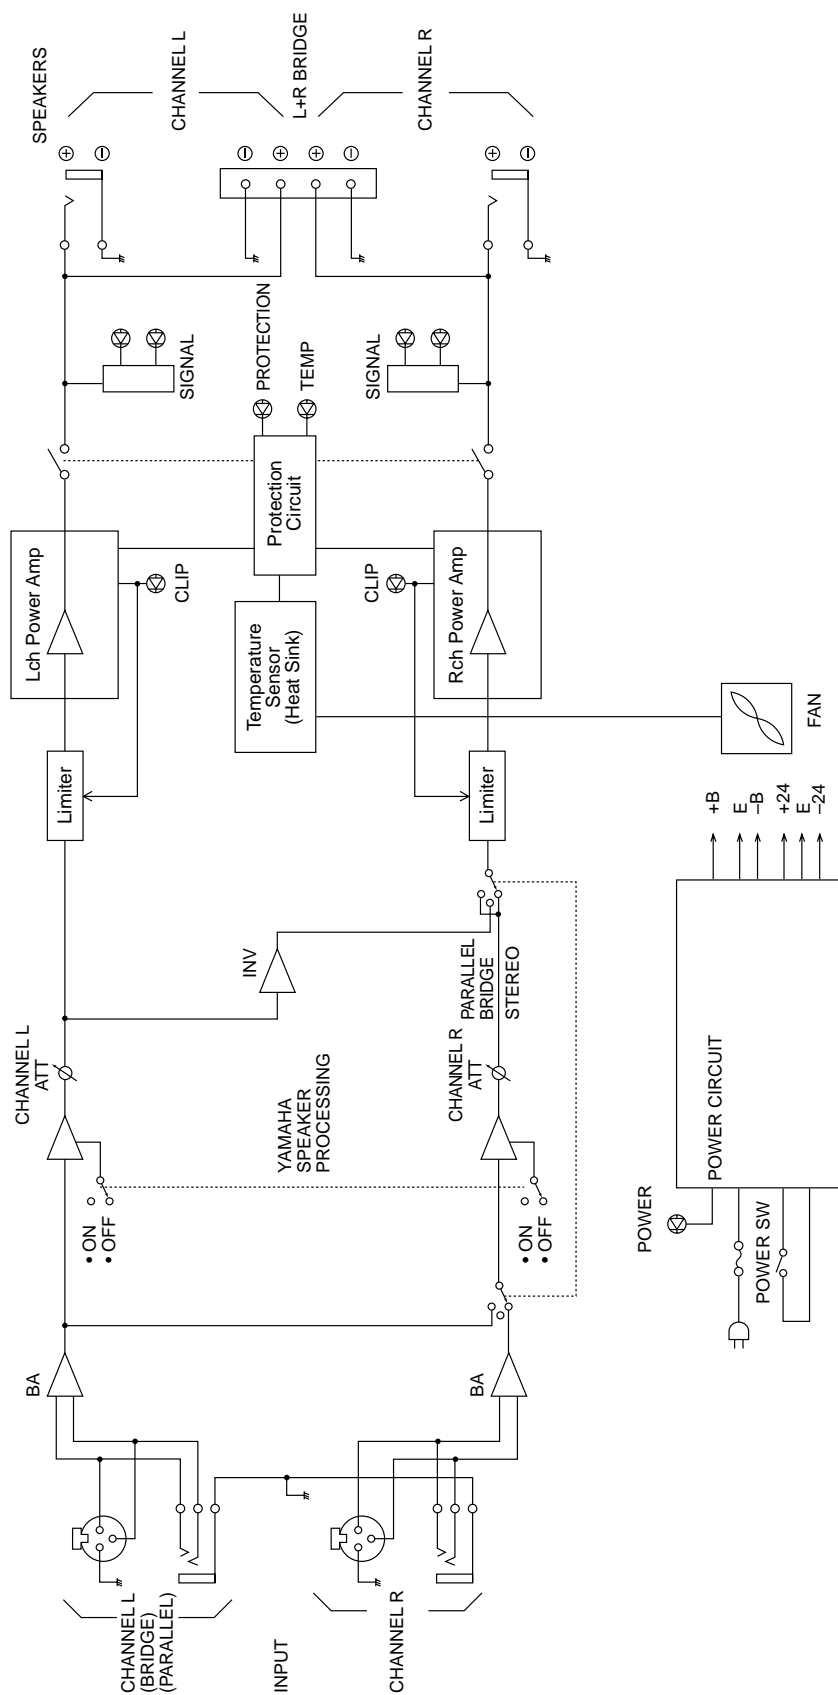 CHANNEL L
(BRIDGE)
(PARALLEL)
INPUT
CHANNEL R
BA
BA
• ON
• OFF
YAMAHA
SPEAKER
PROCESSING
• ON
• OFF
CHANNEL L
ATT
CHANNEL R
ATT
INV
PARALLEL
BRIDGE
STEREO
Limiter
Limiter
Lch Power Amp
CLIP
Temperature
Sensor
(Heat Sink)
Protection
Circuit
CLIP
Rch Power Amp
PROTECTION
TEMP
SIGNAL
SIGNAL
SPEAKERS
CHANNEL L
L+R BRIDGE
CHANNEL R
+
−
−
+
+
−
+
−
FAN
POWER
POWER SW
POWER CIRCUIT
+B
E
–B
+24
E
–24